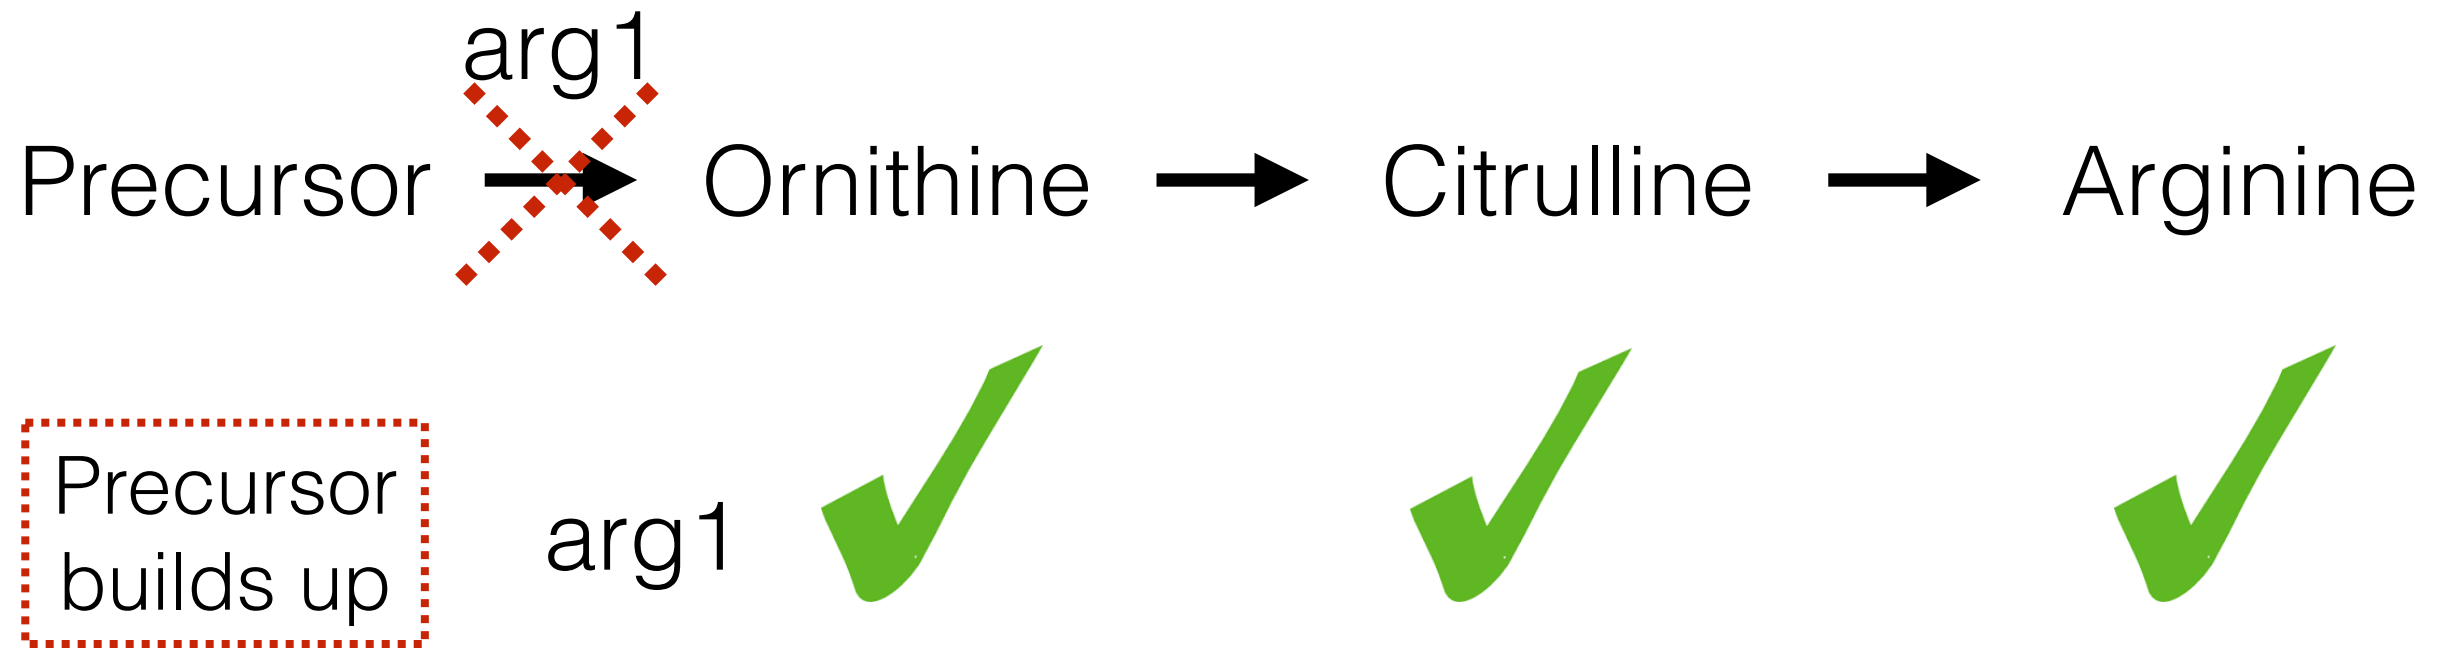 arg1
Precursor Ornithine Citrulline Arginine
Precursor
builds up
arg1